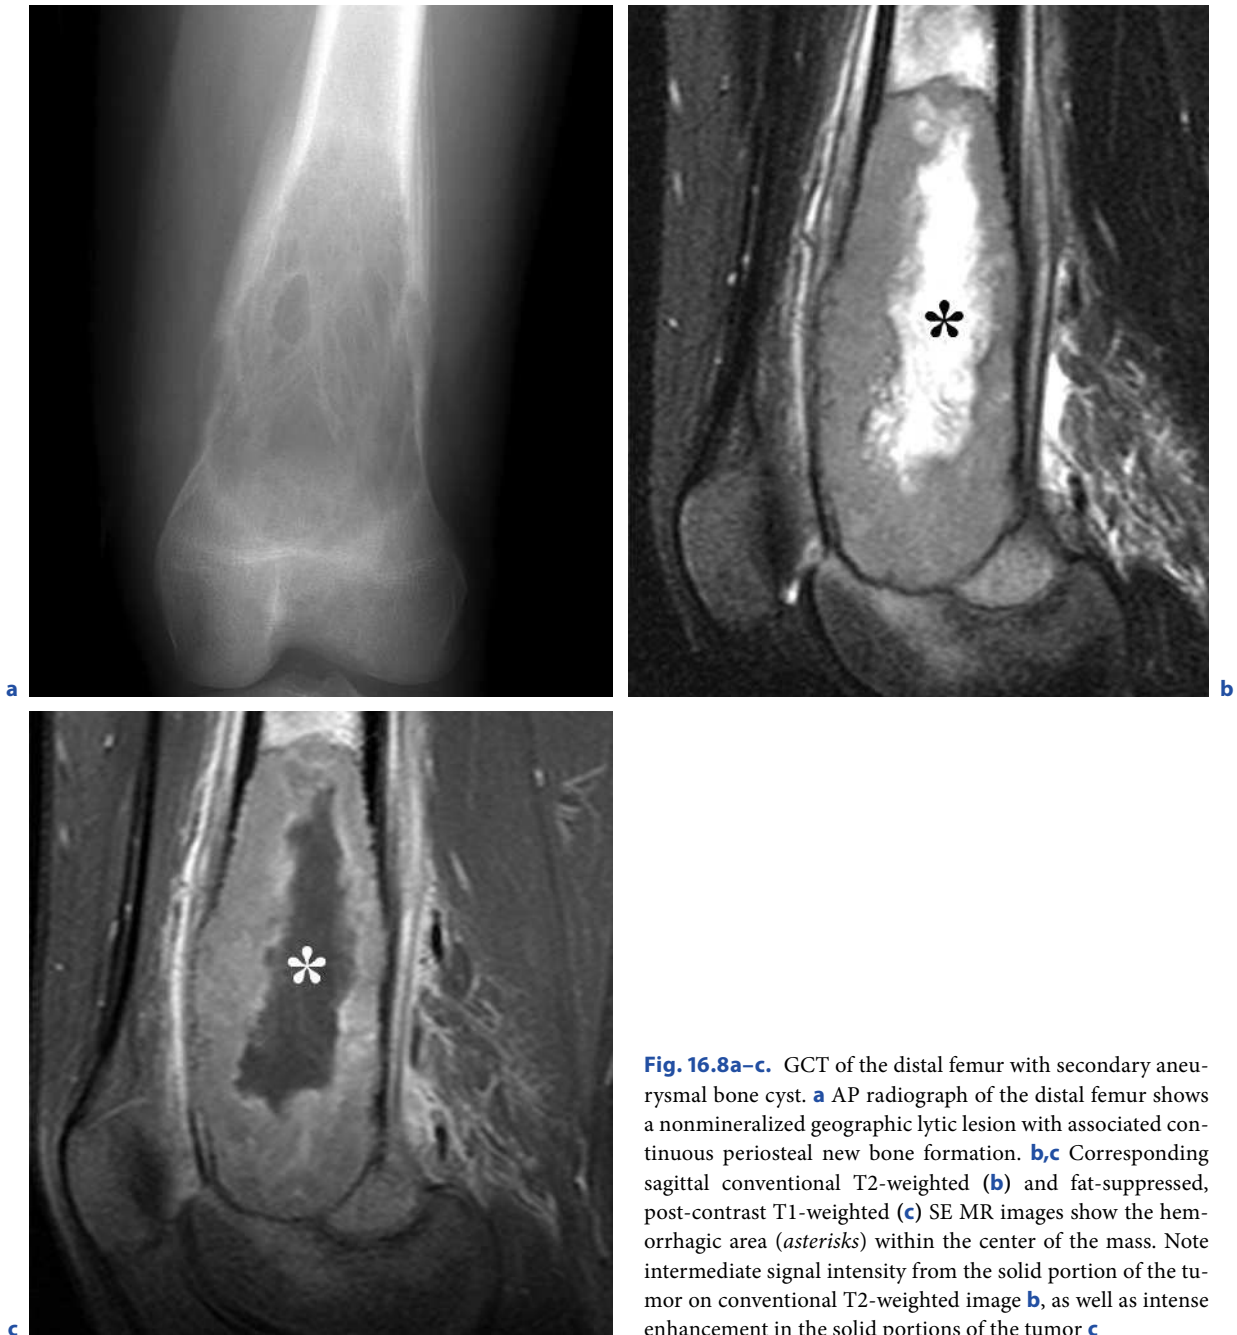 a
b
*
*
c
Fig. 16.8a–c. GCT of the distal femur with secondary aneu-
rysmal bone cyst. a AP radiograph of the distal femur shows
a nonmineralized geographic lytic lesion with associated con-
tinuous periosteal new bone formation. b,c Corresponding
sagittal conventional T2-weighted (b) and fat-suppressed,
post-contrast T1-weighted (c) SE MR images show the hem-
orrhagic area (asterisks) within the center of the mass. Note
intermediate signal intensity from the solid portion of the tu-
mor on conventional T2-weighted image b, as well as intense
enhancement in the solid portions of the tumor c